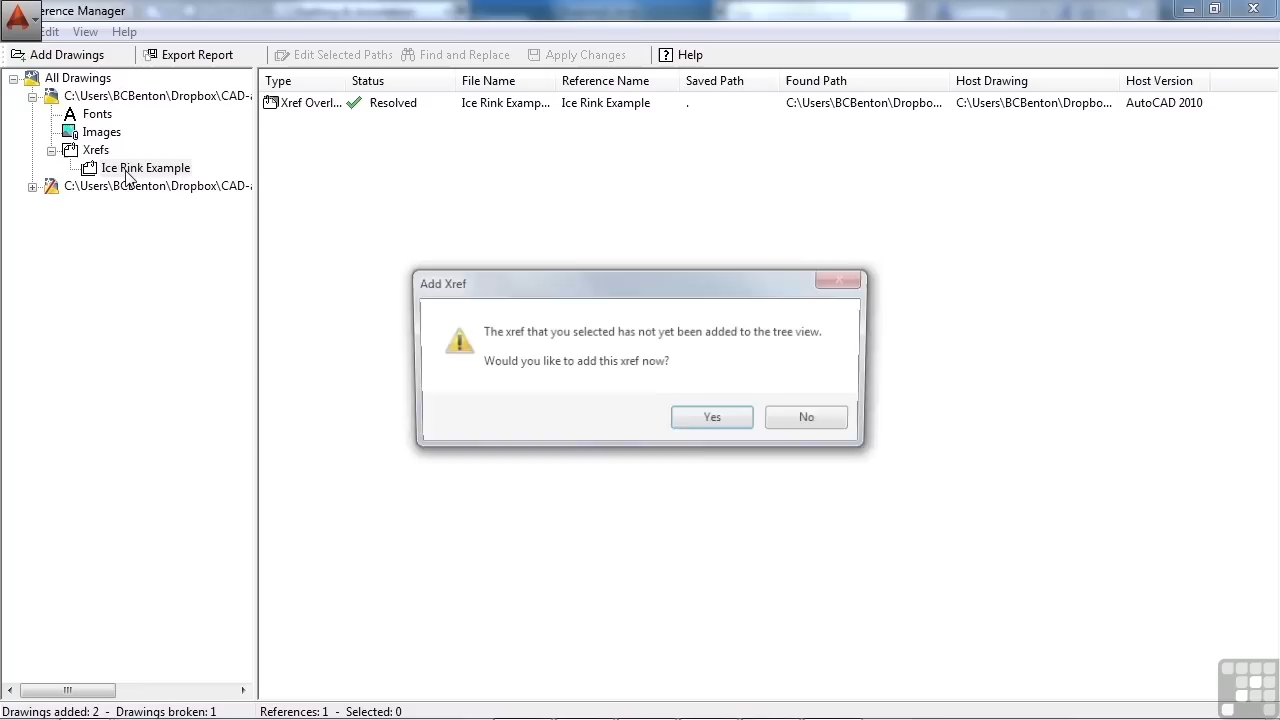 erence Manager
Edit View Help
Add Drawings Export Report Edit Selected Paths Find and Replace Apply Changes ? Help
All Drawings
C:\Users\BCBenton\Dropbox\CAD-a
Fonts
Images
Xrefs
Ice Rink Example
C:\Users\BCBenton\Dropbox\CAD-a
Type Status File Name Reference Name Saved Path Found Path Host Drawing Host Version
Xref Overl... Resolved Ice Rink Examp... Ice Rink Example . C:\Users\BCBenton\Dropbo... C:\Users\BCBenton\Dropbo... AutoCAD 2010
Add Xref
The xref that you selected has not yet been added to the tree view.
Would you like to add this xref now?
Yes No
Drawings added: 2 - Drawings broken: 1 References: 1 - Selected: 0